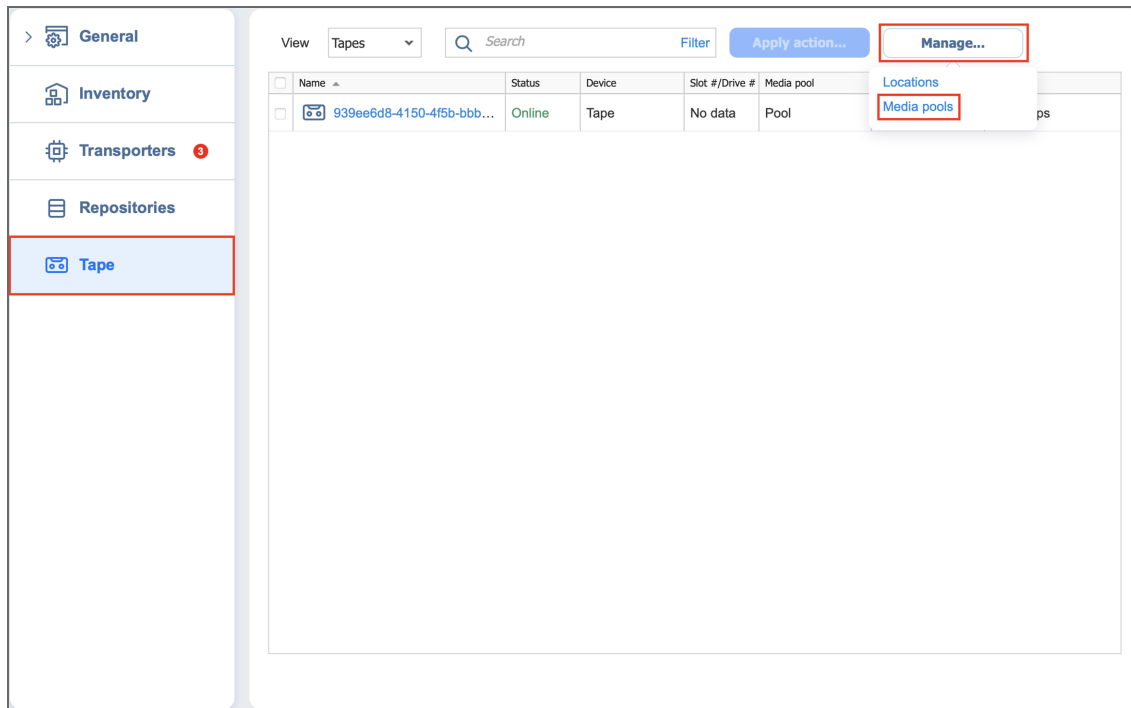 General
Inventory
Transporters 3
Repositories
Tape
View Tapes Search Filter Apply action... Manage...
Locations
Media pools
Name Status Device Slot #/Drive # Media pool
939ee6d8-4150-4f5b-bbb... Online Tape No data Pool ps